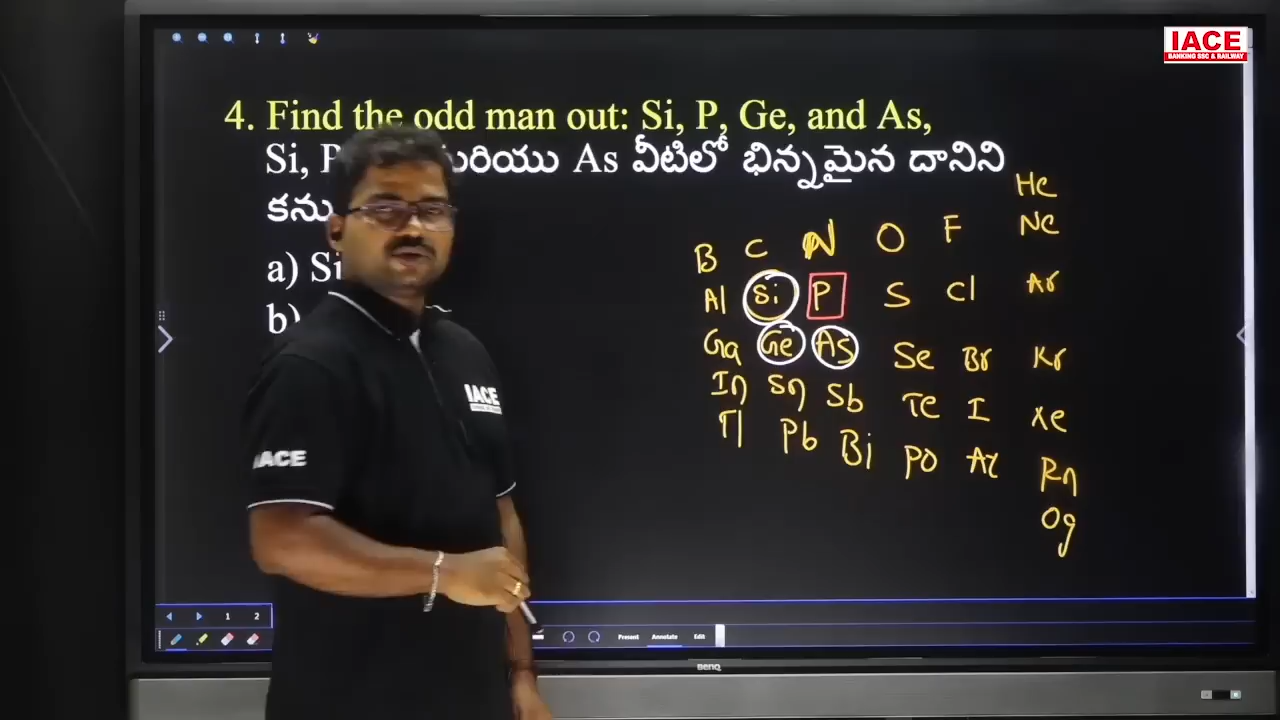 IACE
BANKING SSC & RAILWAY
4. Find the odd man out: Si, P, Ge, and As,
Si, P మరియు As వీటిలో భిన్నమైన దానిని
కను
a) Si
b)
He
B C N O F Ne
Al Si P S Cl Ar
Ga Ge As Se Br Kr
In Sn Sb Te I Xe
Tl Pb Bi Po At Rn
Og
IACE
IACE
1 2
Present Annotate Edit
BenQ